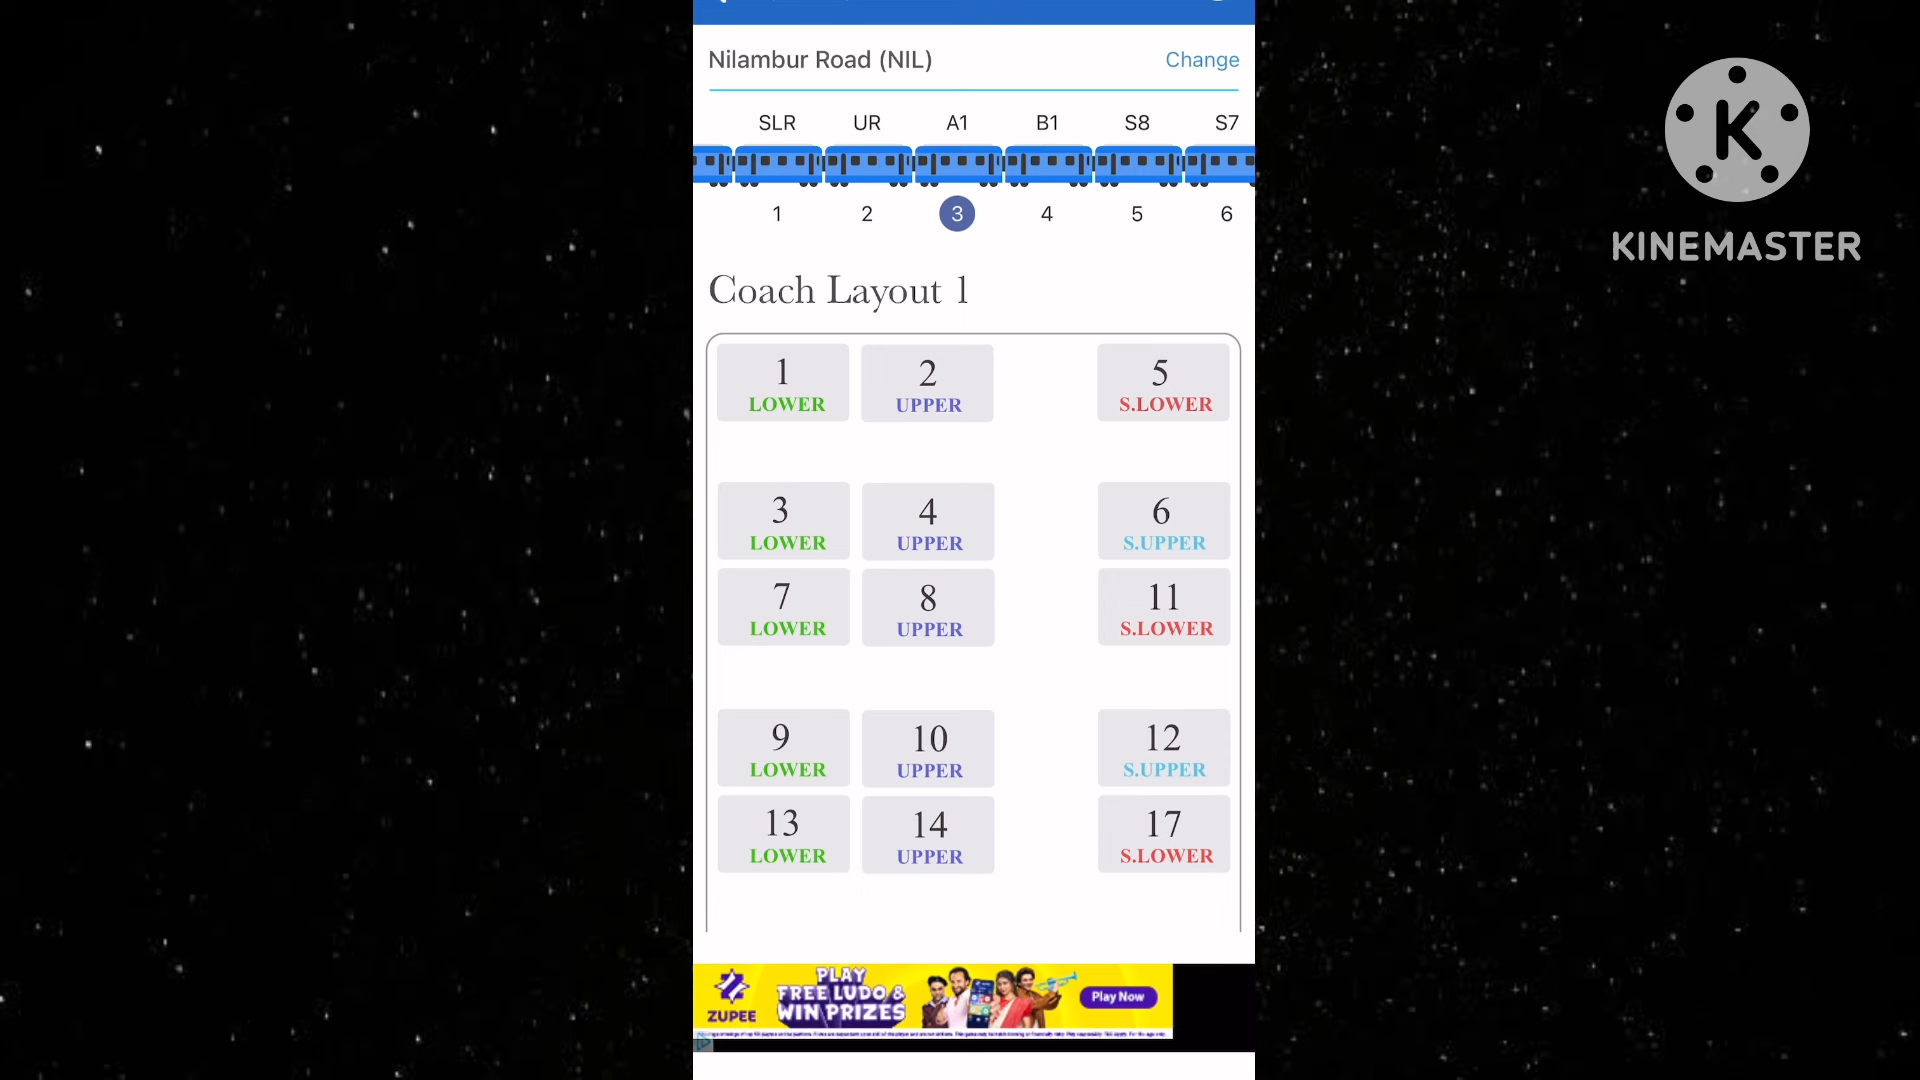 Nilambur Road (NIL) Change
SLR UR A1 B1 S8 S7
1 2 3 4 5 6
Coach Layout 1
1 2 5
LOWER UPPER S.LOWER
3 4 6
LOWER UPPER S.UPPER
7 8 11
LOWER UPPER S.LOWER
9 10 12
LOWER UPPER S.UPPER
13 14 17
LOWER UPPER S.LOWER
K
KINEMASTER
ZUPEE
PLAY
FREE LUDO &
WIN PRIZES
Play Now